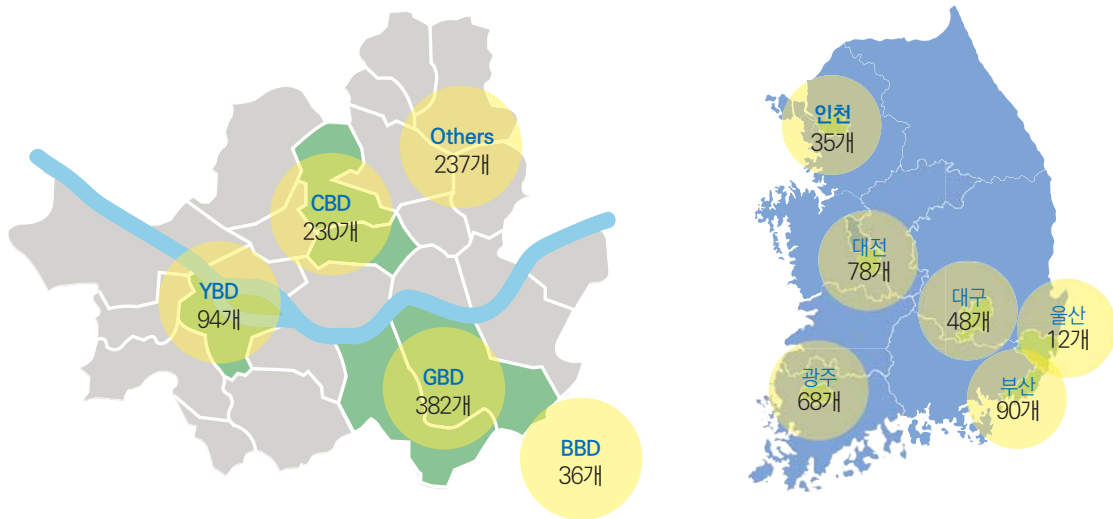 Others
237개
CBD
230개
YBD
94개
GBD
382개
BBD
36개
인천
35개
대전
78개
대구
48개
울산
12개
광주
68개
부산
90개